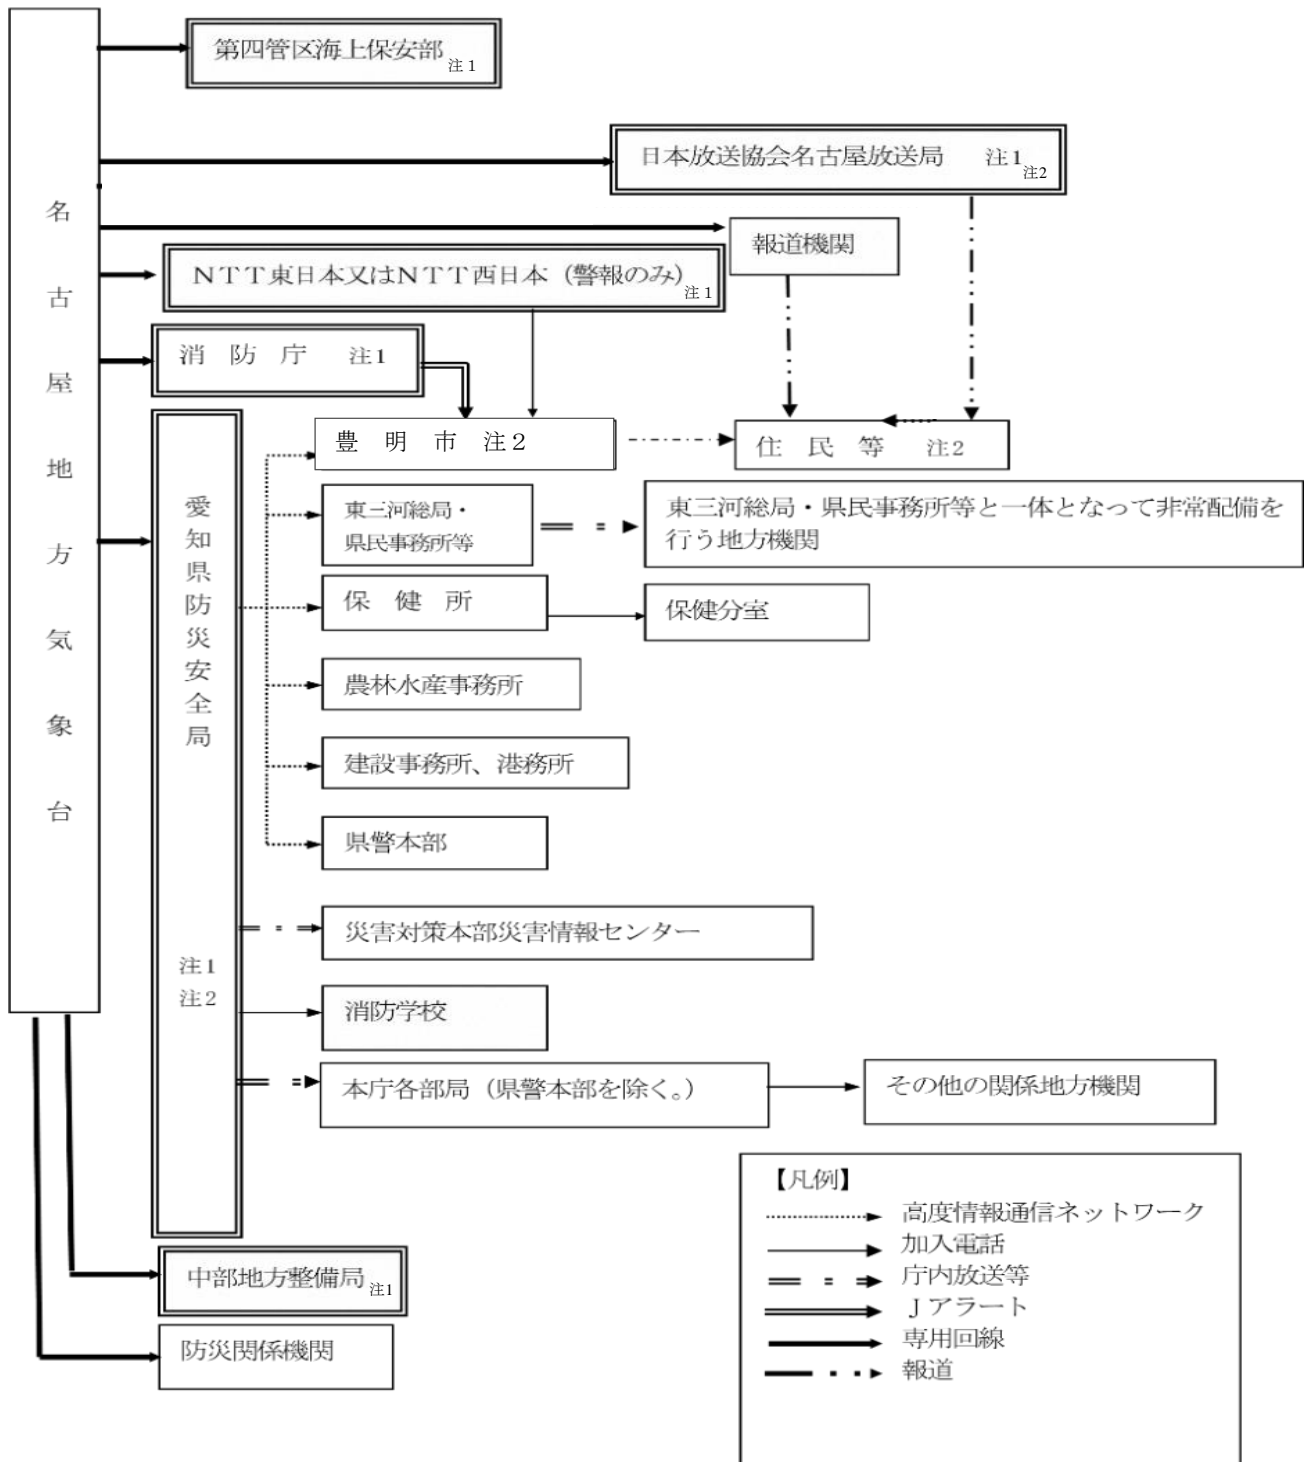 名古屋地方気象台
第四管区海上保安部 注1
日本放送協会名古屋放送局 注1 注2
報道機関
NTT東日本又はNTT西日本(警報のみ) 注1
消防庁 注1
豊明市 注2
住民等 注2
愛知県防災安全局
注1
注2
東三河総局・
県民事務所等
東三河総局・県民事務所等と一体となって非常配備を
行う地方機関
保健所
保健分室
農林水産事務所
建設事務所、港務所
県警本部
災害対策本部災害情報センター
消防学校
本庁各部局(県警本部を除く。)
その他の関係地方機関
中部地方整備局 注1
防災関係機関
【凡例】
高度情報通信ネットワーク
加入電話
庁内放送等
Jアラート
専用回線
報道